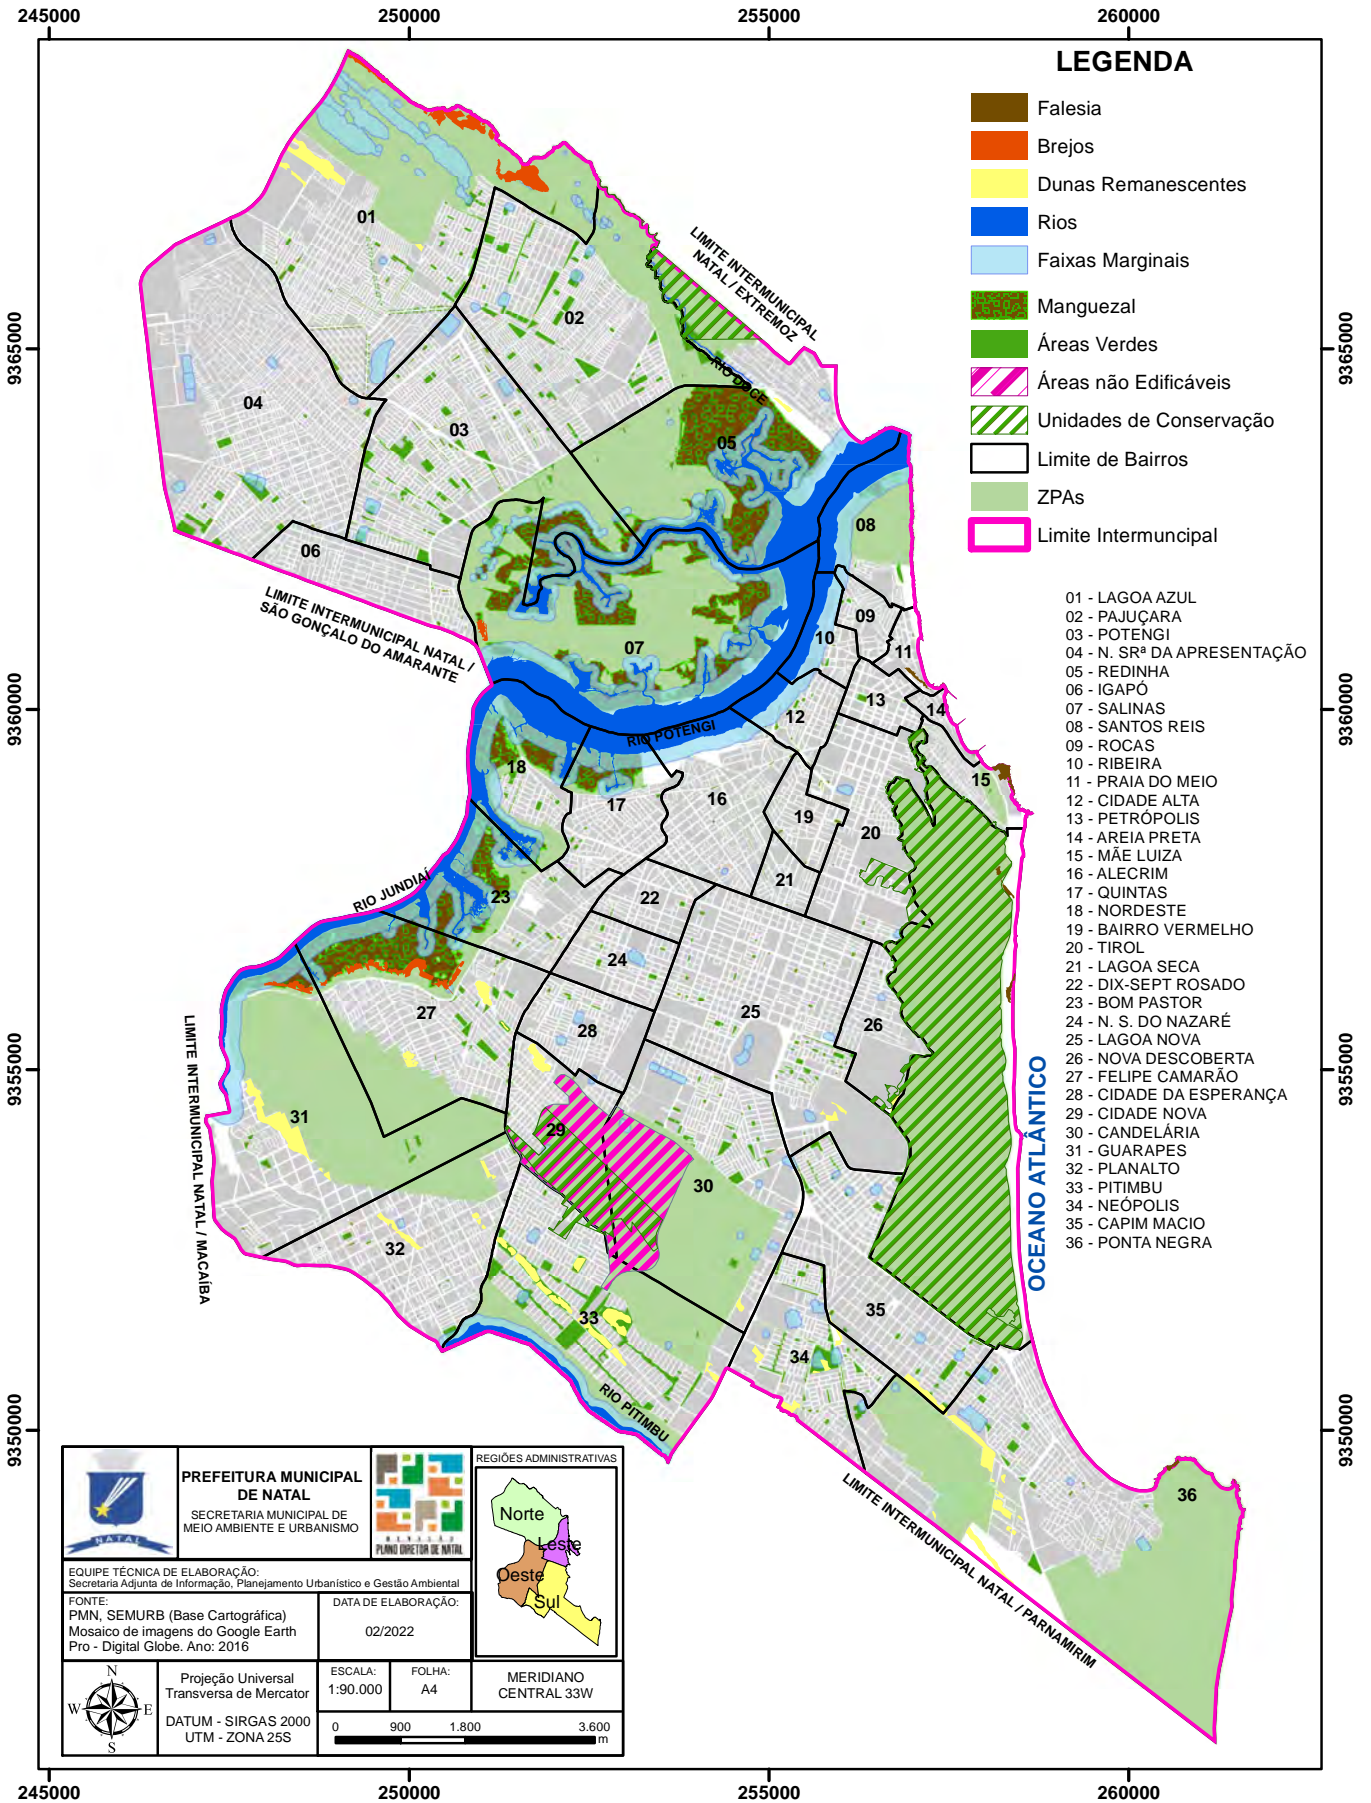 245000
250000
255000
260000
LEGENDA
Falesia
Brejos
Dunas Remanescentes
Rios
Faixas Marginais
Manguezal
Áreas Verdes
Áreas não Edificáveis
Unidades de Conservação
Limite de Bairros
ZPAs
Limite Intermuncipal
01 - LAGOA AZUL
02 - PAJUÇARA
03 - POTENGI
04 - N. SRª DA APRESENTAÇÃO
05 - REDINHA
06 - IGAPÓ
07 - SALINAS
08 - SANTOS REIS
09 - ROCAS
10 - RIBEIRA
11 - PRAIA DO MEIO
12 - CIDADE ALTA
13 - PETRÓPOLIS
14 - AREIA PRETA
15 - MÃE LUIZA
16 - ALECRIM
17 - QUINTAS
18 - NORDESTE
19 - BAIRRO VERMELHO
20 - TIROL
21 - LAGOA SECA
22 - DIX-SEPT ROSADO
23 - BOM PASTOR
24 - N. S. DO NAZARÉ
25 - LAGOA NOVA
26 - NOVA DESCOBERTA
27 - FELIPE CAMARÃO
28 - CIDADE DA ESPERANÇA
29 - CIDADE NOVA
30 - CANDELÁRIA
31 - GUARAPES
32 - PLANALTO
33 - PITIMBU
34 - NEÓPOLIS
35 - CAPIM MACIO
36 - PONTA NEGRA
9365000
9360000
9355000
9350000
9365000
9360000
9355000
9350000
01
02
03
04
05
06
07
08
09
10
11
12
13
14
15
16
17
18
19
20
21
22
23
24
25
26
27
28
29
30
31
32
33
34
35
36
LIMITE INTERMUNICIPAL
NATAL / EXTREMOZ
RIO DOCE
LIMITE INTERMUNICIPAL NATAL /
SÃO GONÇALO DO AMARANTE
RIO POTENGI
RIO JUNDIAÍ
LIMITE INTERMUNICIPAL NATAL / MACAÍBA
OCEANO ATLÂNTICO
RIO PITIMBU
LIMITE INTERMUNICIPAL NATAL / PARNAMIRIM
NATAL
PREFEITURA MUNICIPAL
DE NATAL
SECRETARIA MUNICIPAL DE
MEIO AMBIENTE E URBANISMO
PLANO DIRETOR DE NATAL
REGIÕES ADMINISTRATIVAS
Norte
Leste
Oeste
Sul
EQUIPE TÉCNICA DE ELABORAÇÃO:
Secretaria Adjunta de Informação, Planejamento Urbanístico e Gestão Ambiental
FONTE:
PMN, SEMURB (Base Cartográfica)
Mosaico de imagens do Google Earth
Pro - Digital Globe. Ano: 2016
DATA DE ELABORAÇÃO:
02/2022
N
W
E
S
Projeção Universal
Transversa de Mercator
DATUM - SIRGAS 2000
UTM - ZONA 25S
ESCALA:
1:90.000
FOLHA:
A4
MERIDIANO
CENTRAL 33W
0 900 1.800 3.600
m
245000
250000
255000
260000